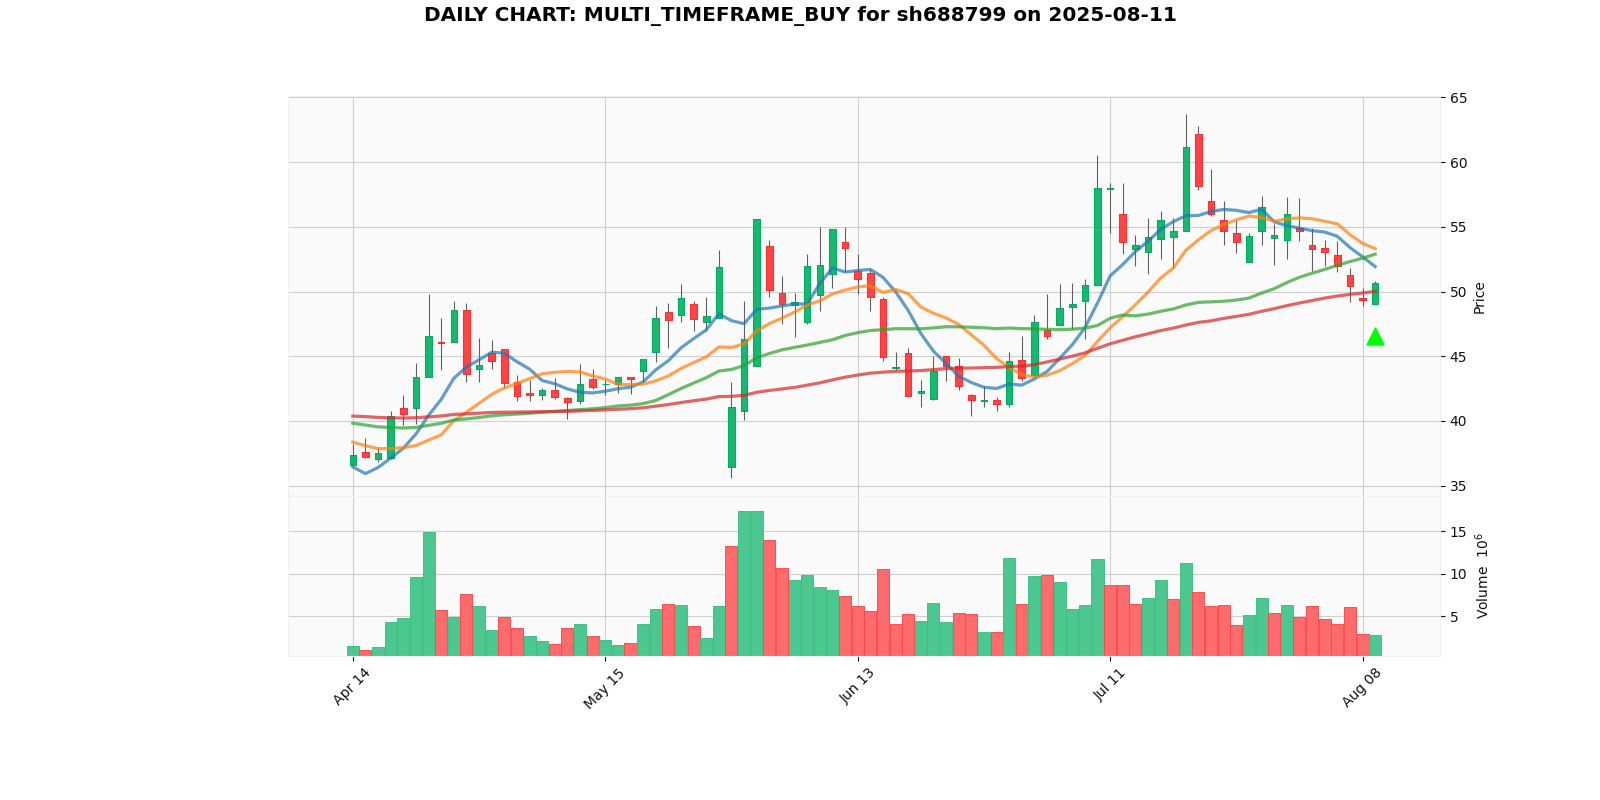 DAILY CHART: MULTI_TIMEFRAME_BUY for sh688799 on 2025-08-11
65
60
55
50
45
40
35
Price
15
10
5
Volume 10^6
Apr 14
May 15
Jun 13
Jul 11
Aug 08